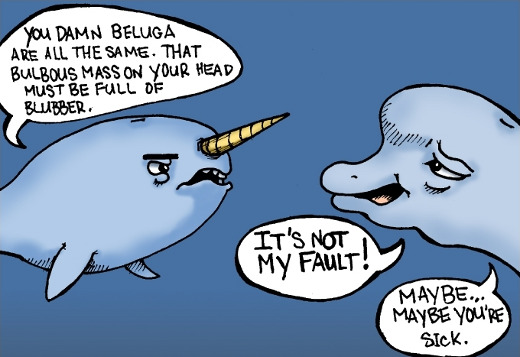 YOU DAMN BELUGA
ARE ALL THE SAME. THAT
BULBOUS MASS ON YOUR HEAD
MUST BE FULL OF
BLUBBER.
IT'S NOT
MY FAULT!
MAYBE...
MAYBE YOU'RE
SICK.